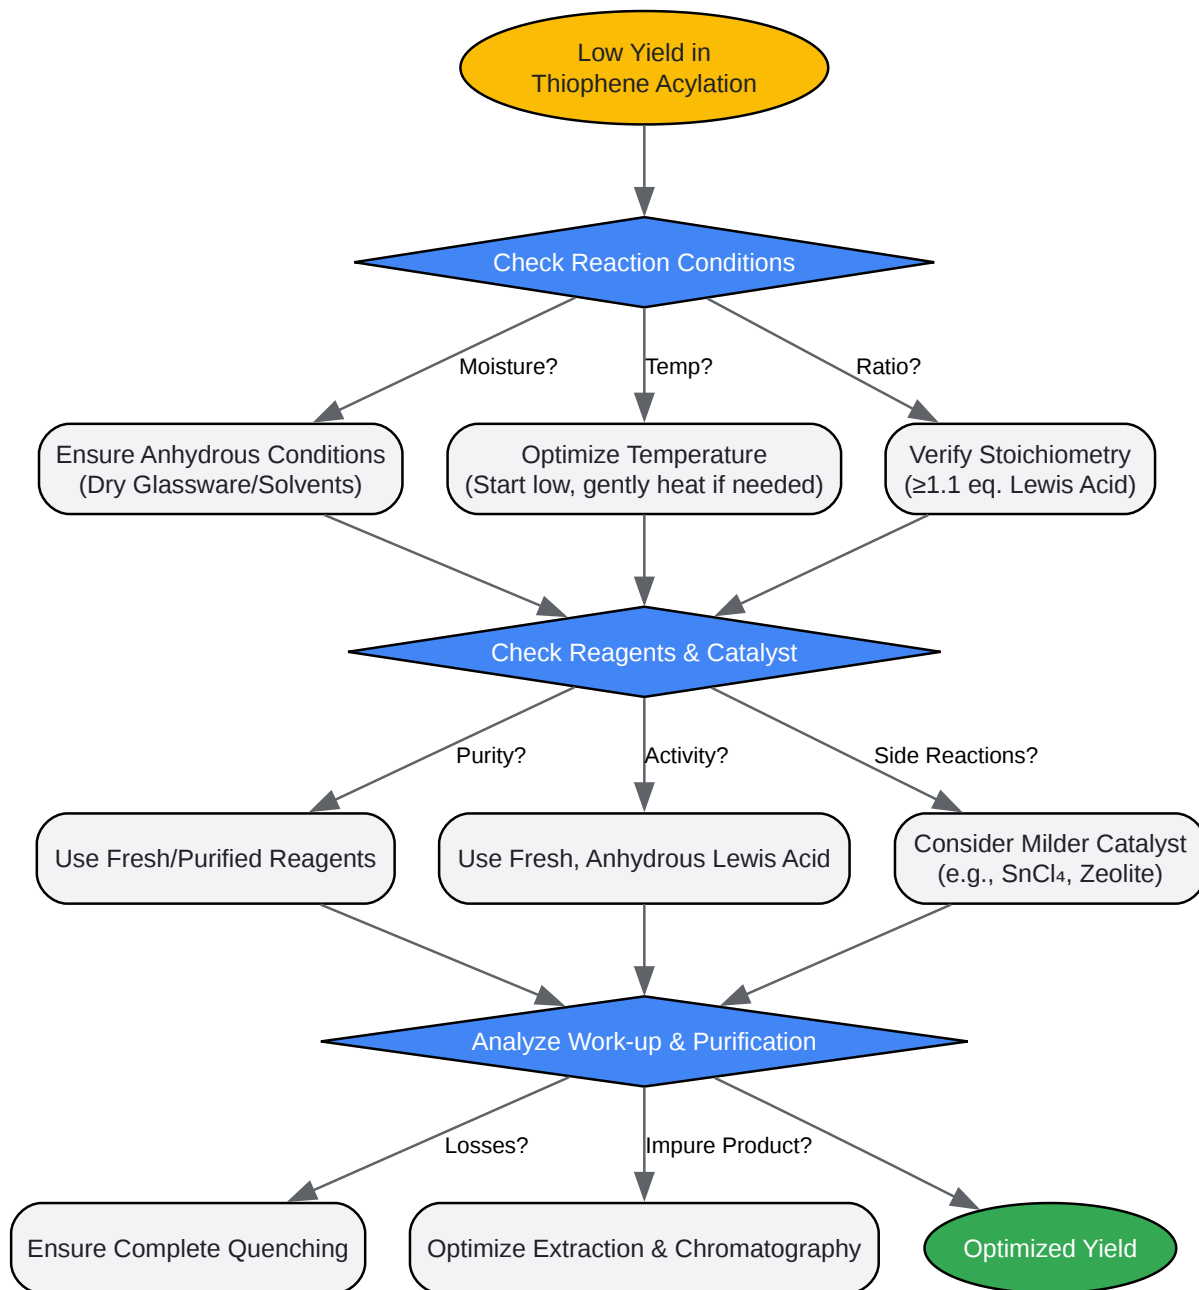 Low Yield in
Thiophene Acylation
Check Reaction Conditions
Moisture?
Temp?
Ratio?
Ensure Anhydrous Conditions
(Dry Glassware/Solvents)
Optimize Temperature
(Start low, gently heat if needed)
Verify Stoichiometry
(≥1.1 eq. Lewis Acid)
Check Reagents & Catalyst
Purity?
Activity?
Side Reactions?
Use Fresh/Purified Reagents
Use Fresh, Anhydrous Lewis Acid
Consider Milder Catalyst
(e.g., SnCl₄, Zeolite)
Analyze Work-up & Purification
Losses?
Impure Product?
Ensure Complete Quenching
Optimize Extraction & Chromatography
Optimized Yield